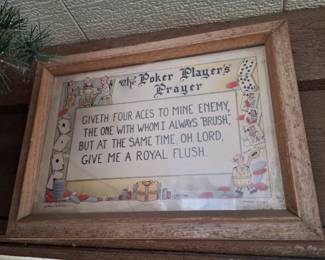 The Poker Player's
Prayer
GIVETH FOUR ACES TO MINE ENEMY,
THE ONE WITH WHOM I ALWAYS "BRUSH",
BUT AT THE SAME TIME, OH LORD,
GIVE ME A ROYAL FLUSH.